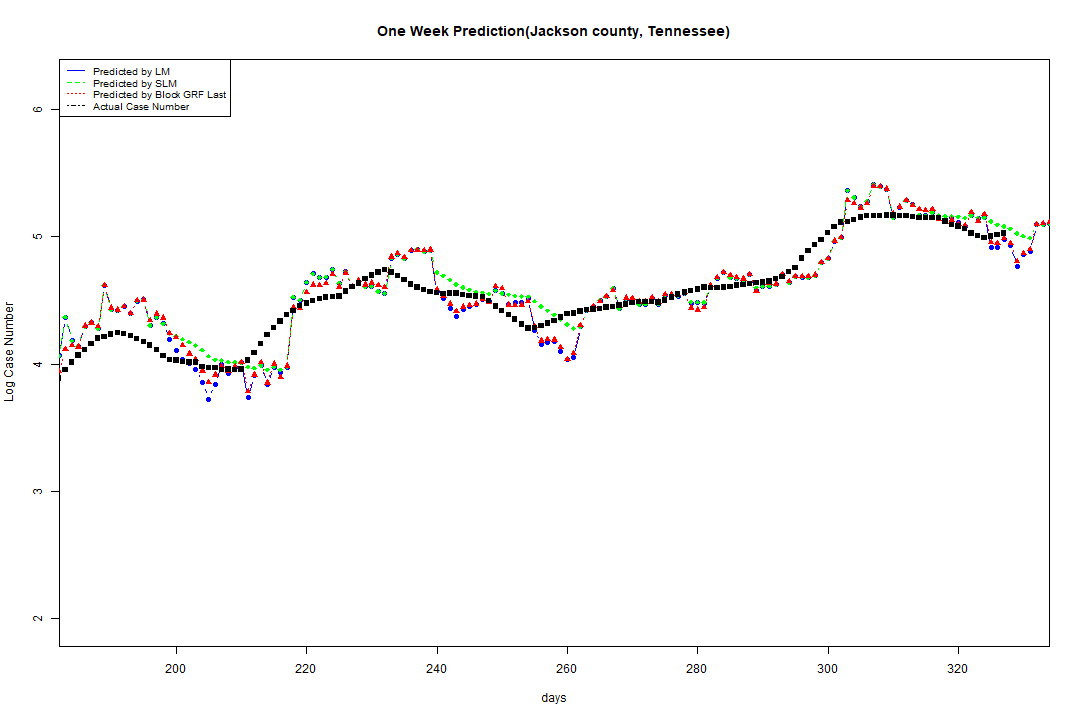 One Week Prediction(Jackson county, Tennessee)
Predicted by LM
Predicted by SLM
Predicted by Block GRF Last
Actual Case Number
6
5
4
3
2
Log Case Number
200 220 240 260 280 300 320
days